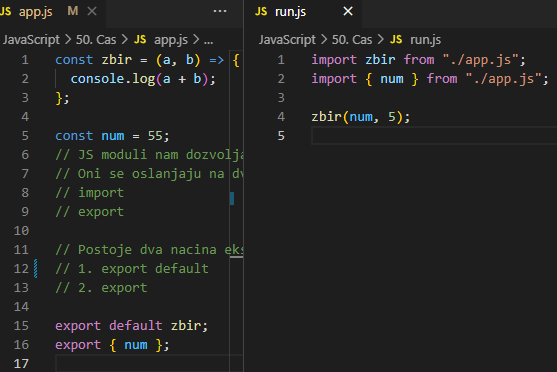 JS app.js M
JavaScript > 50. Cas > JS app.js > ...
1 const zbir = (a, b) => {
2 console.log(a + b);
3 };
4
5 const num = 55;
6 // JS moduli nam dozvolja
7 // Oni se oslanjaju na dv
8 // import
9 // export
10
11 // Postoje dva nacina eks
12 // 1. export default
13 // 2. export
14
15 export default zbir;
16 export { num };
17
JS run.js
JavaScript > 50. Cas > JS run.js
1 import zbir from "./app.js";
2 import { num } from "./app.js";
3
4 zbir(num, 5);
5